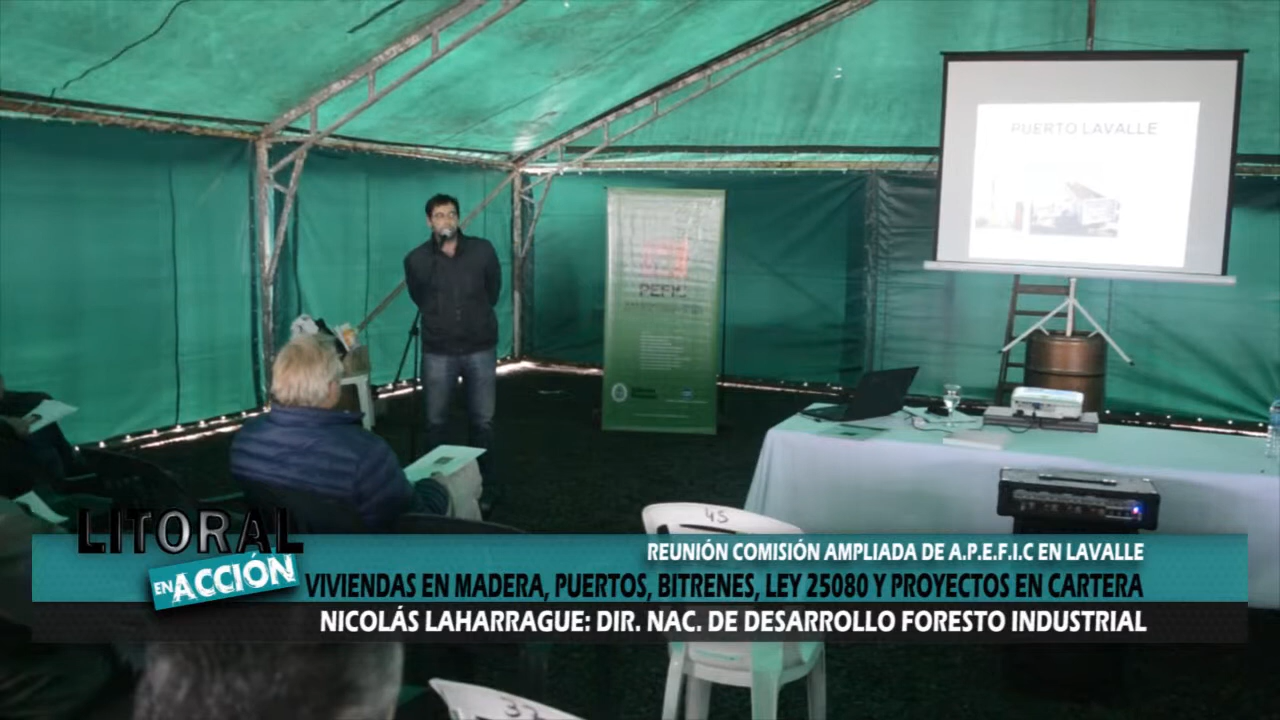 PUERTO LAVALLE
PEFIC
45
LITORAL
EN ACCIÓN
REUNIÓN COMISIÓN AMPLIADA DE A.P.E.F.I.C EN LAVALLE
VIVIENDAS EN MADERA, PUERTOS, BITRENES, LEY 25080 Y PROYECTOS EN CARTERA
NICOLÁS LAHARRAGUE: DIR. NAC. DE DESARROLLO FORESTO INDUSTRIAL